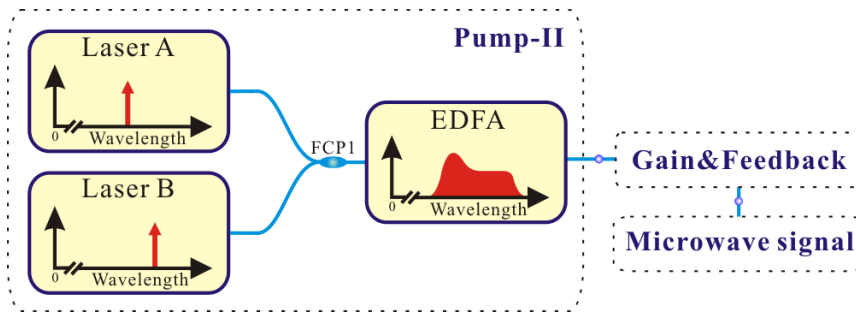 Pump-II
Laser A
0
Wavelength
FCP1
EDFA
0
Wavelength
Laser B
0
Wavelength
Gain&Feedback
Microwave signal